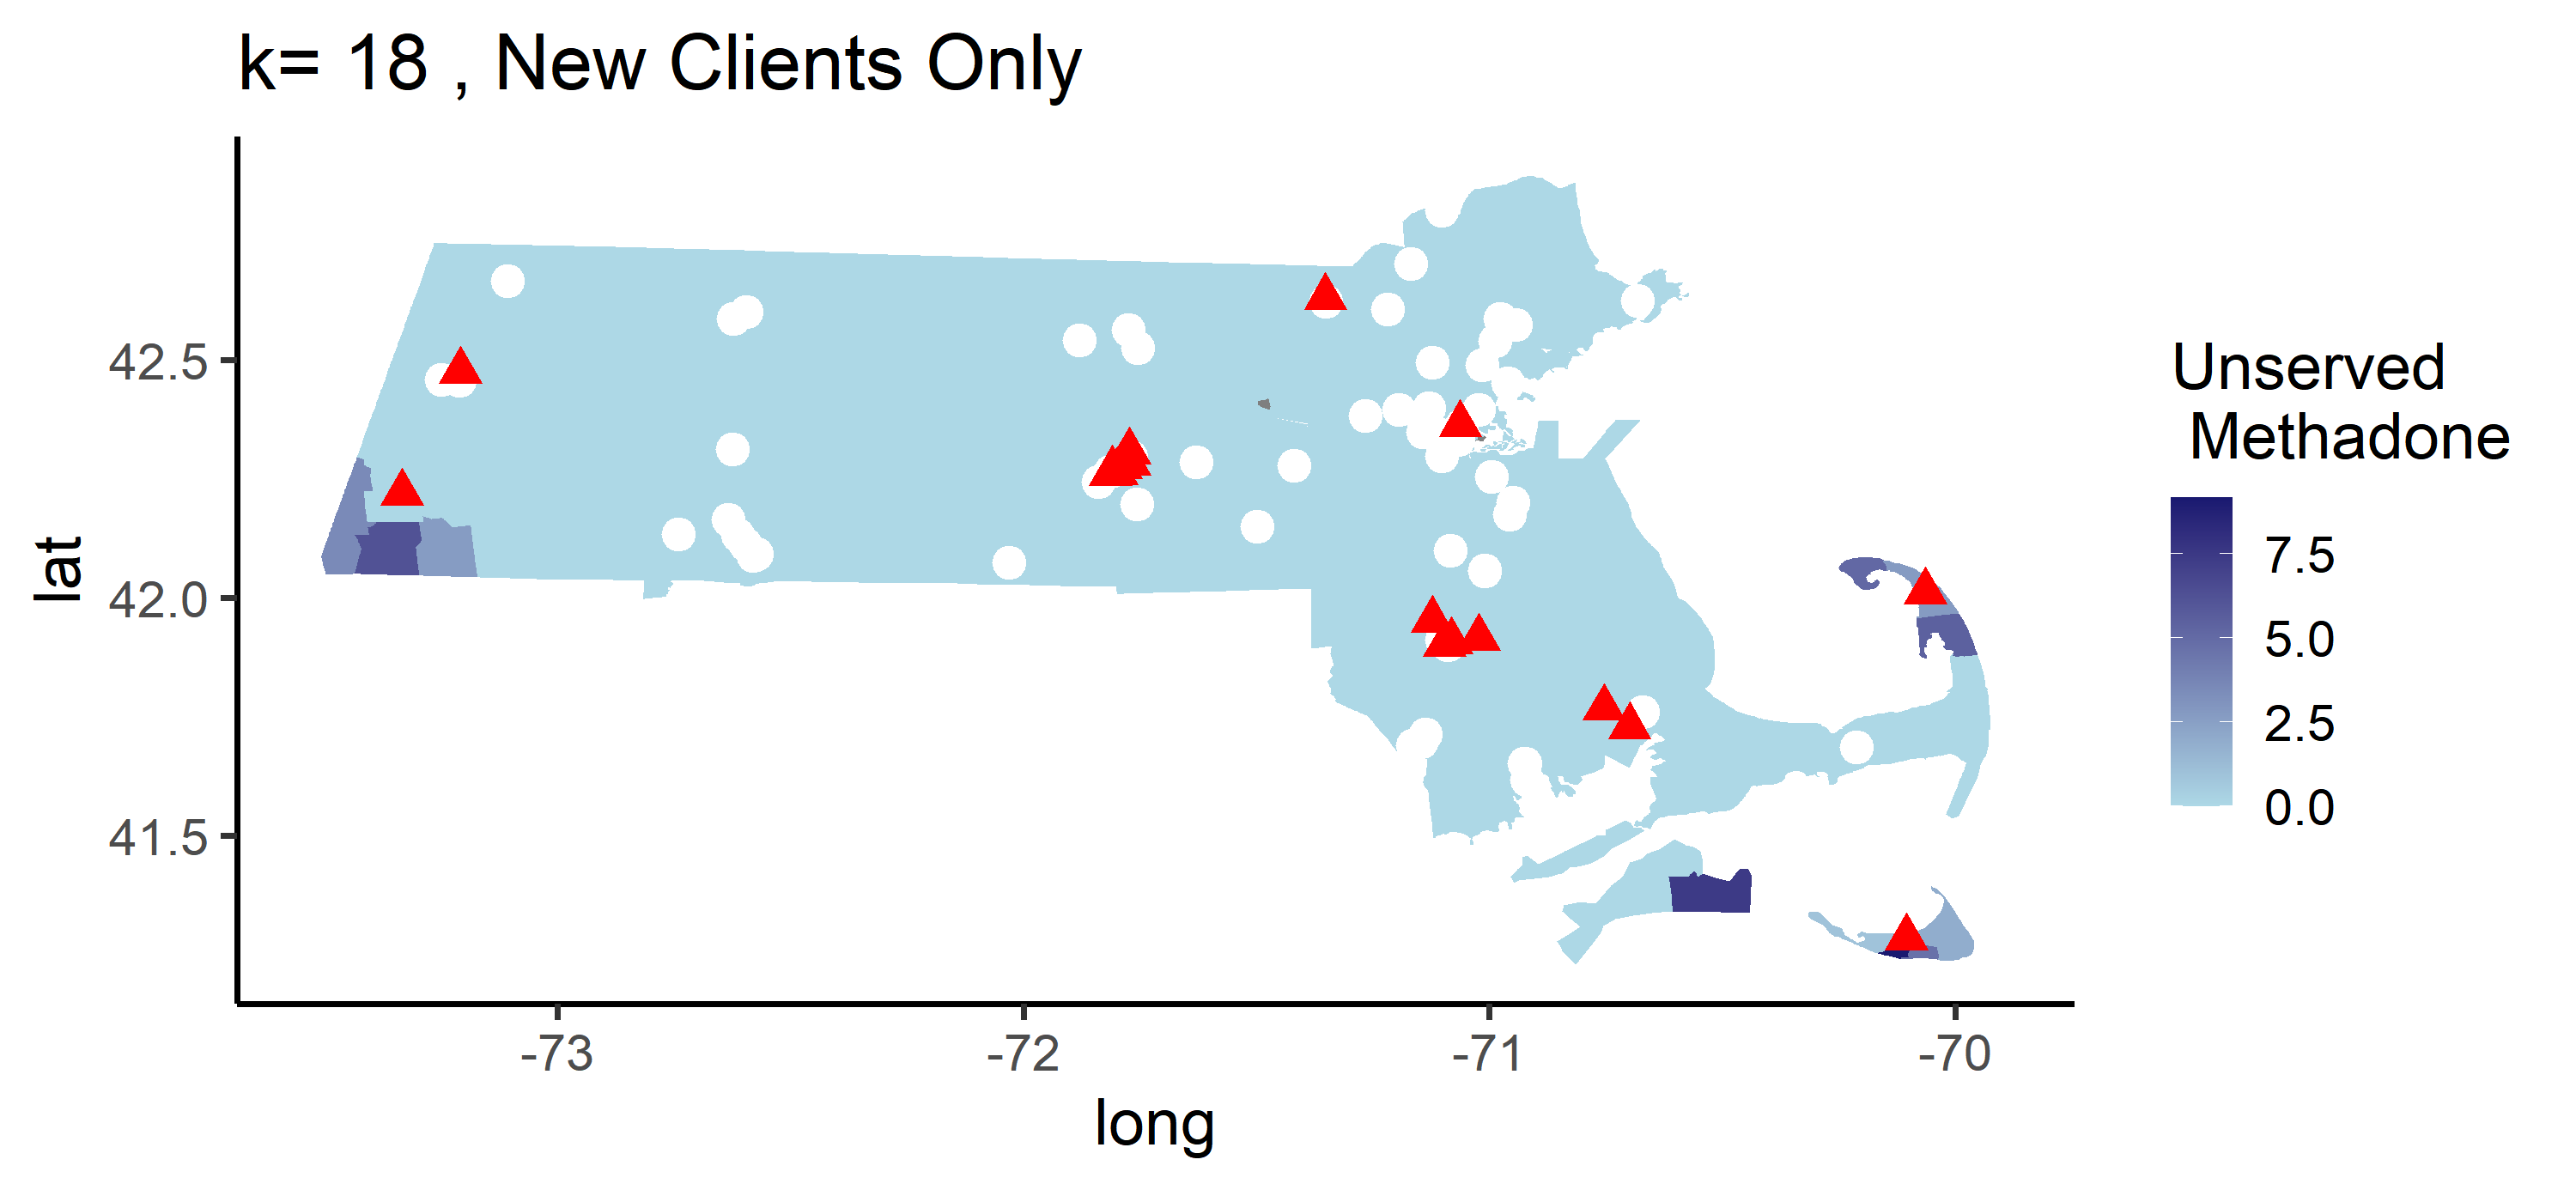 k= 18 , New Clients Only
lat
42.5
42.0
41.5
-73
-72
-71
-70
long
Unserved
Methadone
7.5
5.0
2.5
0.0